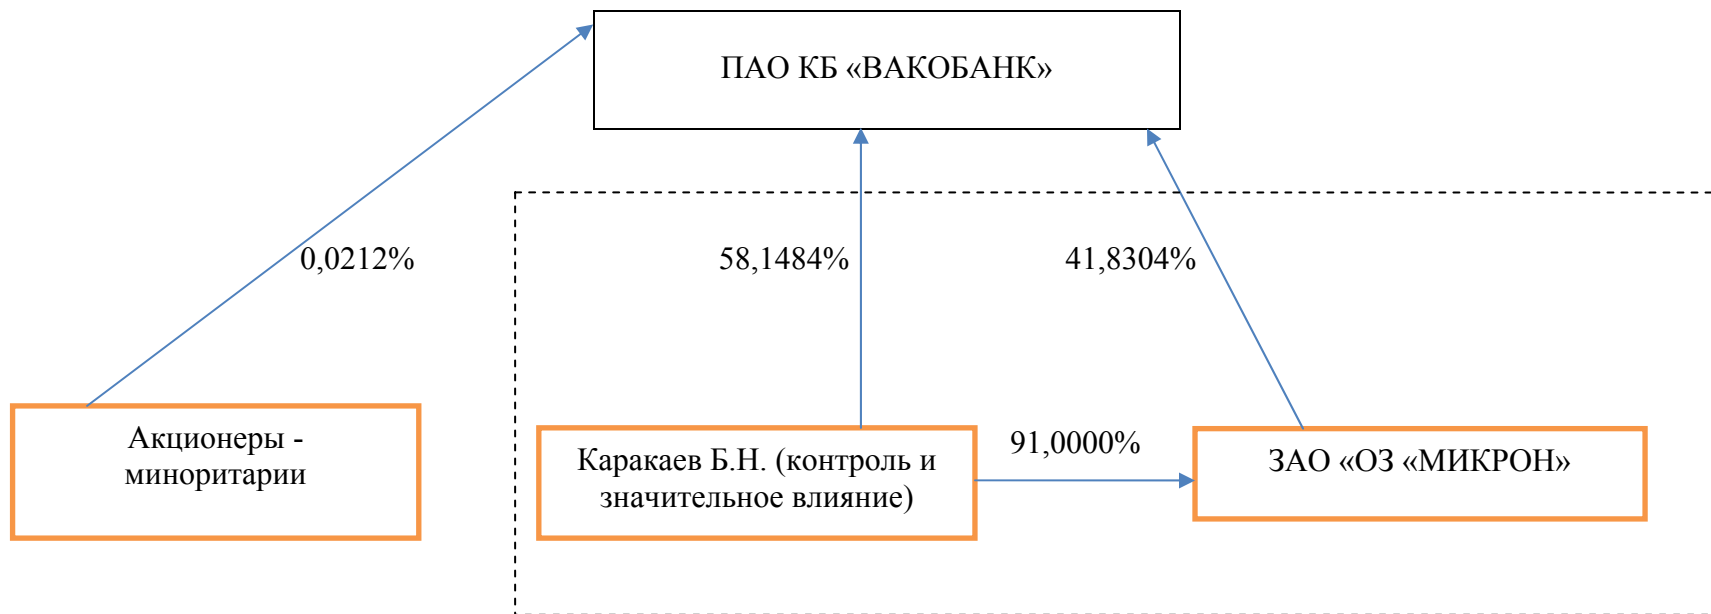 ПАО КБ «ВАКОБАНК»
0,0212%
58,1484%
41,8304%
Акционеры -
миноритарии
Каракаев Б.Н. (контроль и
значительное влияние)
91,0000%
ЗАО «ОЗ «МИКРОН»